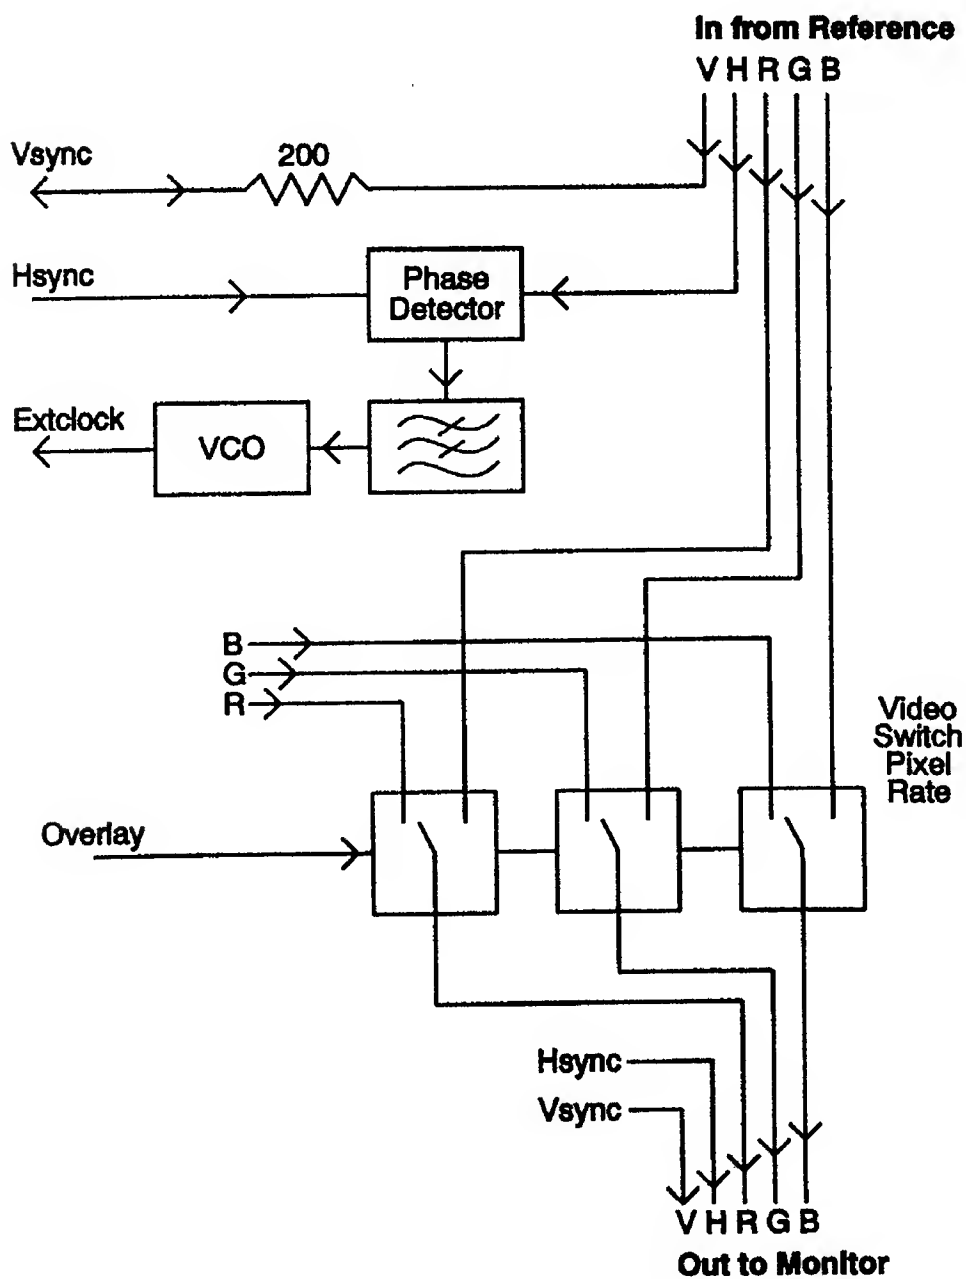 In from Reference
V H R G B
Vsync
200
Hsync
Phase
Detector
Extclock
VCO
B
G
R
Video
Switch
Pixel
Rate
Overlay
Hsync
Vsync
V H R G B
Out to Monitor